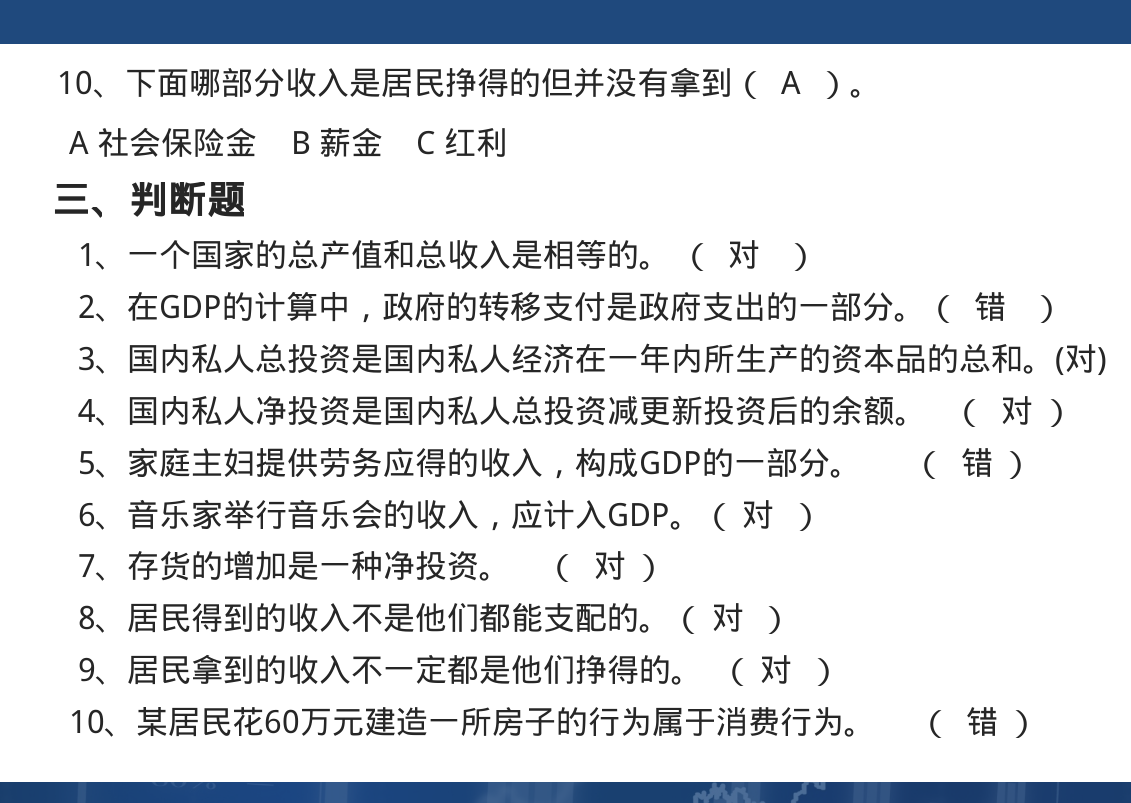 10、下面哪部分收入是居民挣得的但并没有拿到（ A ）。
A 社会保险金 B 薪金 C 红利
三、判断题
1、一个国家的总产值和总收入是相等的。（ 对 ）
2、在GDP的计算中，政府的转移支付是政府支出的一部分。（ 错 ）
3、国内私人总投资是国内私人经济在一年内所生产的资本品的总和。(对)
4、国内私人净投资是国内私人总投资减更新投资后的余额。（ 对 ）
5、家庭主妇提供劳务应得的收入，构成GDP的一部分。（ 错 ）
6、音乐家举行音乐会的收入，应计入GDP。（ 对 ）
7、存货的增加是一种净投资。（ 对 ）
8、居民得到的收入不是他们都能支配的。（ 对 ）
9、居民拿到的收入不一定都是他们挣得的。（ 对 ）
10、某居民花60万元建造一所房子的行为属于消费行为。（ 错 ）